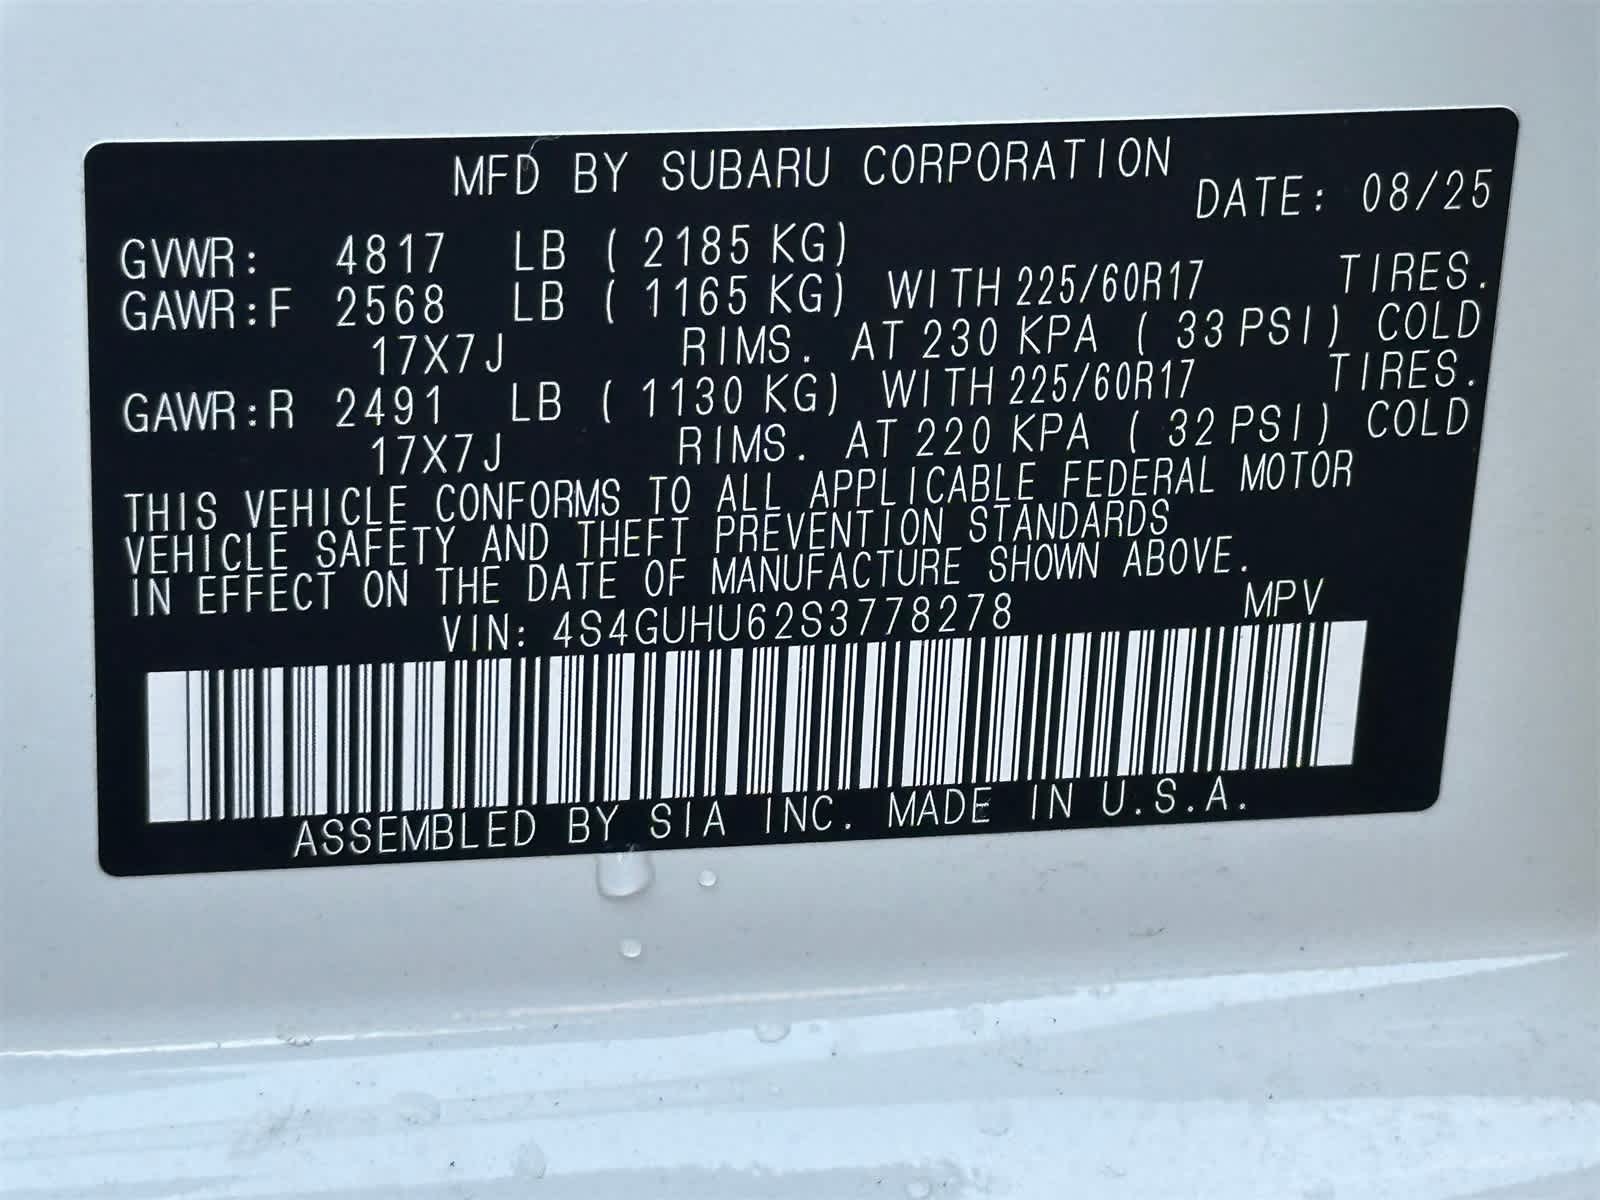 MFD BY SUBARU CORPORATION DATE: 08/25
GVWR: 4817 LB ( 2185 KG)
GAWR:F 2568 LB ( 1165 KG) WITH 225/60R17 TIRES.
17X7J RIMS. AT 230 KPA ( 33 PSI) COLD
GAWR:R 2491 LB ( 1130 KG) WITH 225/60R17 TIRES.
17X7J RIMS. AT 220 KPA ( 32 PSI) COLD
THIS VEHICLE CONFORMS TO ALL APPLICABLE FEDERAL MOTOR
VEHICLE SAFETY AND THEFT PREVENTION STANDARDS
IN EFFECT ON THE DATE OF MANUFACTURE SHOWN ABOVE.
VIN: 4S4GUHU62S3778278 MPV
ASSEMBLED BY SIA INC. MADE IN U.S.A.